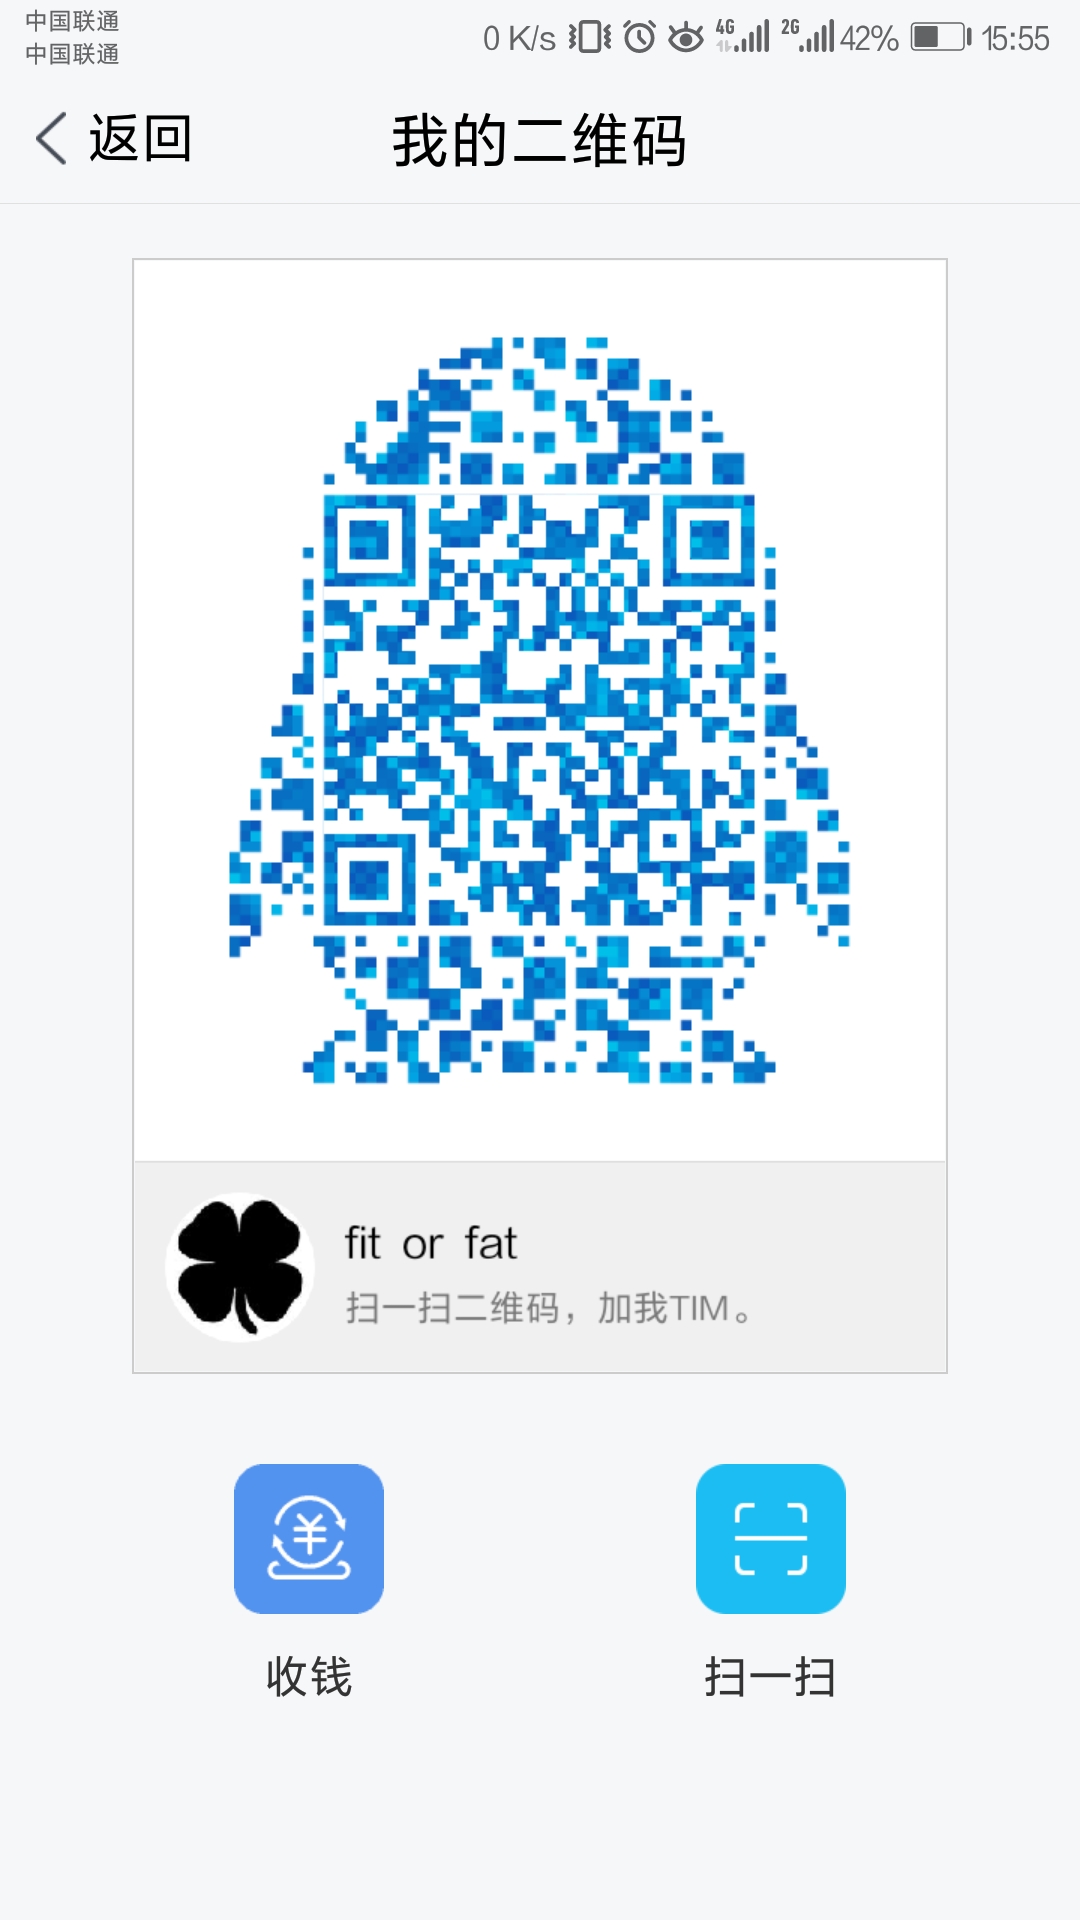 中国联通
中国联通
0 K/s 4G 2G 42% 15:55
返回 我的二维码
fit or fat
扫一扫二维码，加我TIM。
¥
收钱 扫一扫